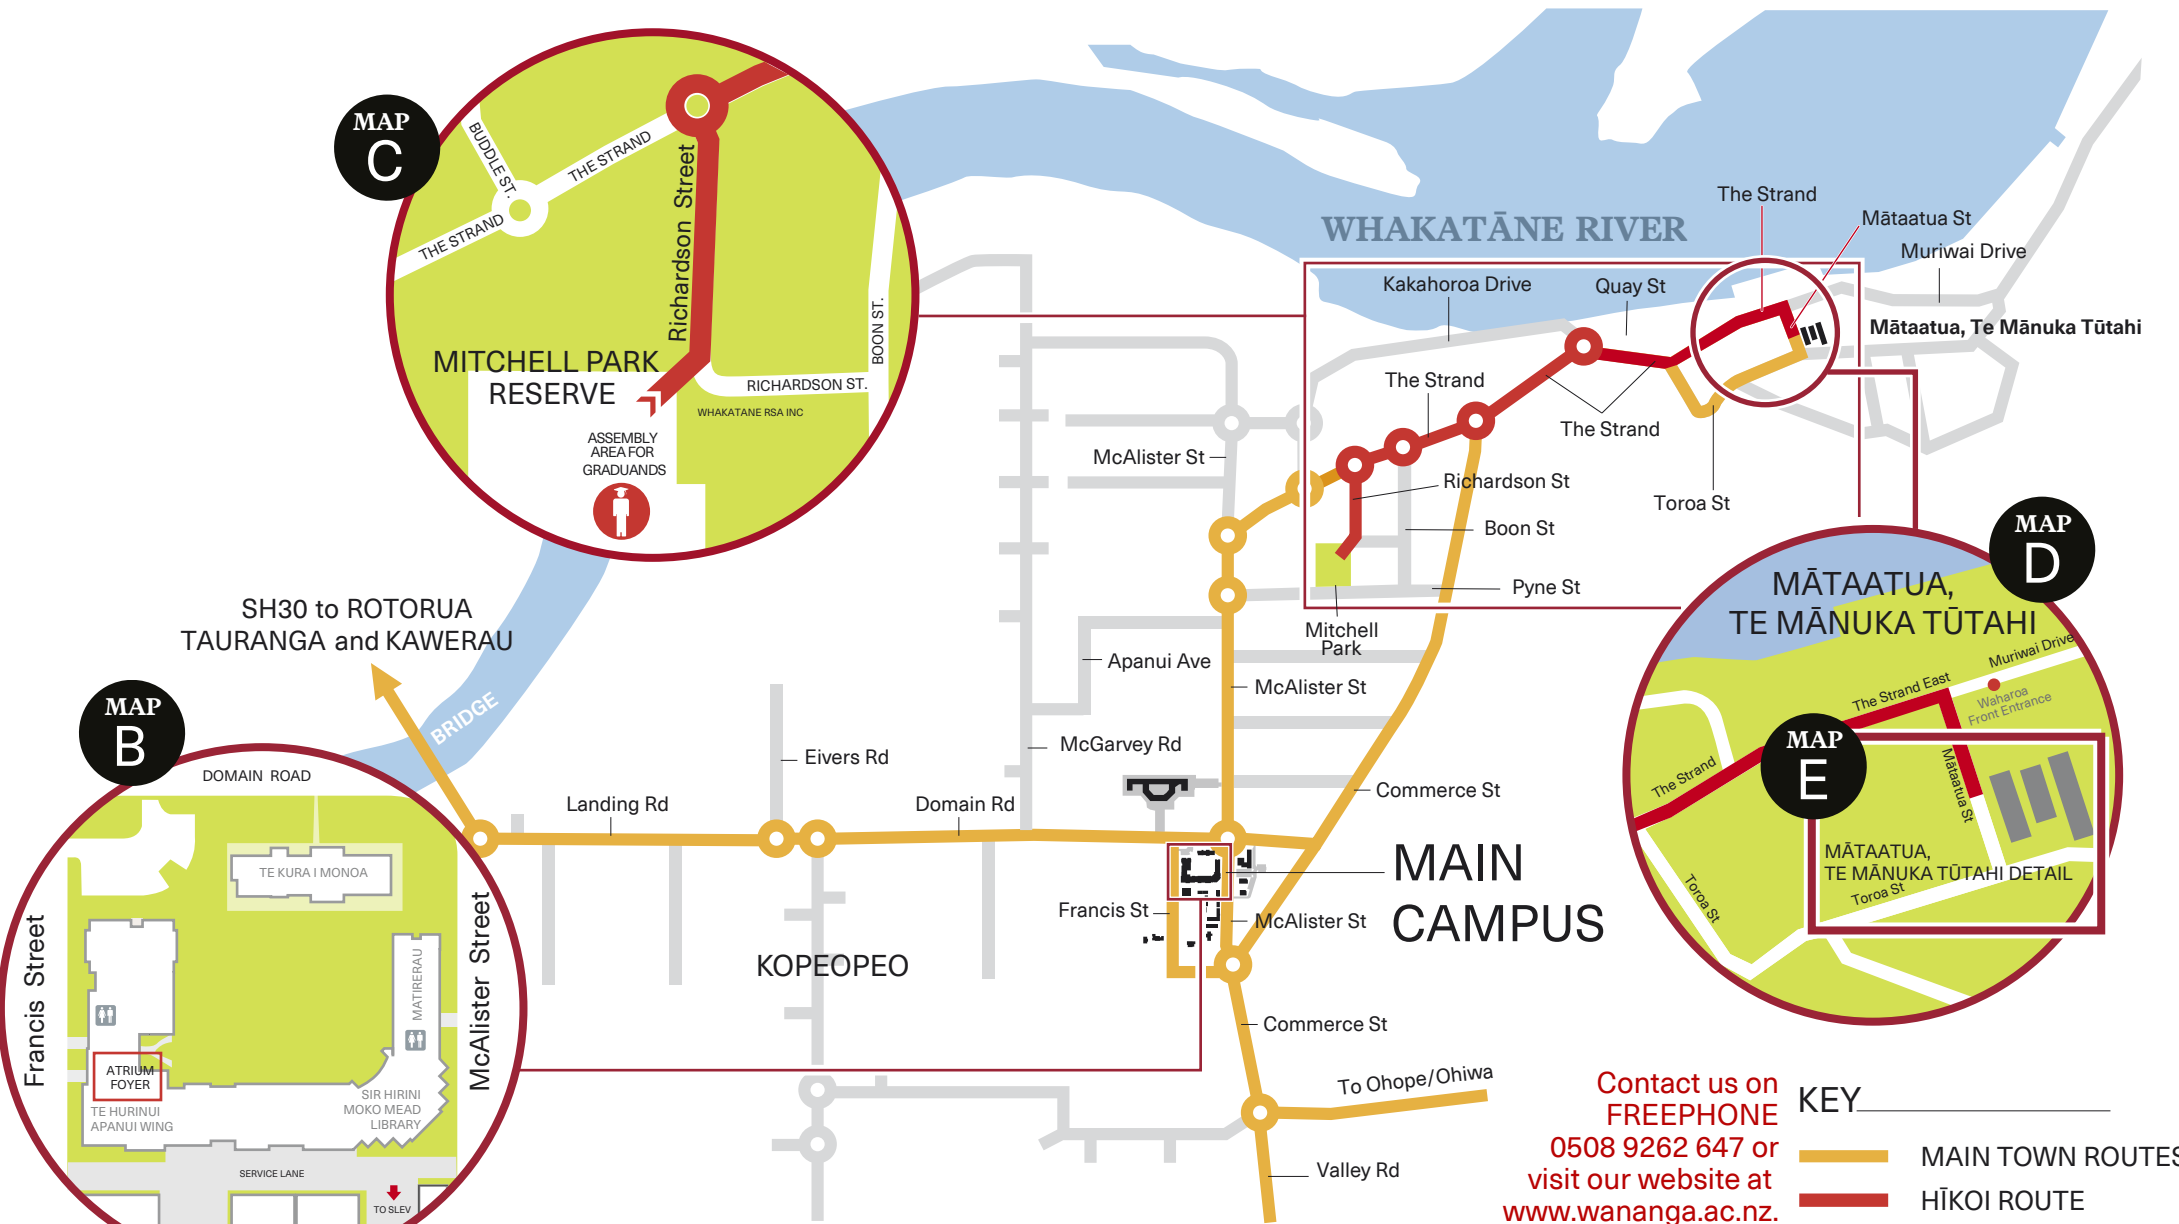 MAP
C
BUDDLE ST.
THE STRAND
THE STRAND
Richardson Street
BOON ST.
MITCHELL PARK
RESERVE
RICHARDSON ST.
WHAKATANE RSA INC
ASSEMBLY
AREA FOR
GRADUANDS
WHAKATĀNE RIVER
The Strand
Mātaatua St
Muriwai Drive
Kakahoroa Drive
Quay St
Mātaatua, Te Mānuka Tūtahi
The Strand
The Strand
McAlister St
Richardson St
Toroa St
Boon St
Pyne St
Mitchell
Park
SH30 to ROTORUA
TAURANGA and KAWERAU
BRIDGE
Apanui Ave
McAlister St
McGarvey Rd
Eivers Rd
Landing Rd
Domain Rd
Commerce St
MAIN
CAMPUS
Francis St
McAlister St
KOPEOPEO
Commerce St
To Ohope/Ohiwa
Valley Rd
MAP
D
MĀTAATUA,
TE MĀNUKA TŪTAHI
Muriwai Drive
The Strand East
Waharoa
Front Entrance
The Strand
MAP
E
Mātaatua St
MĀTAATUA,
TE MĀNUKA TŪTAHI DETAIL
Toroa St
Toroa St
MAP
B
DOMAIN ROAD
TE KURA I MONOA
Francis Street
McAlister Street
MATIRERAU
ATRIUM
FOYER
TE HURINUI
APANUI WING
SIR HIRINI
MOKO MEAD
LIBRARY
SERVICE LANE
TO SLEV
Contact us on
FREEPHONE
0508 9262 647 or
visit our website at
www.wananga.ac.nz.
KEY
MAIN TOWN ROUTES
HĪKOI ROUTE